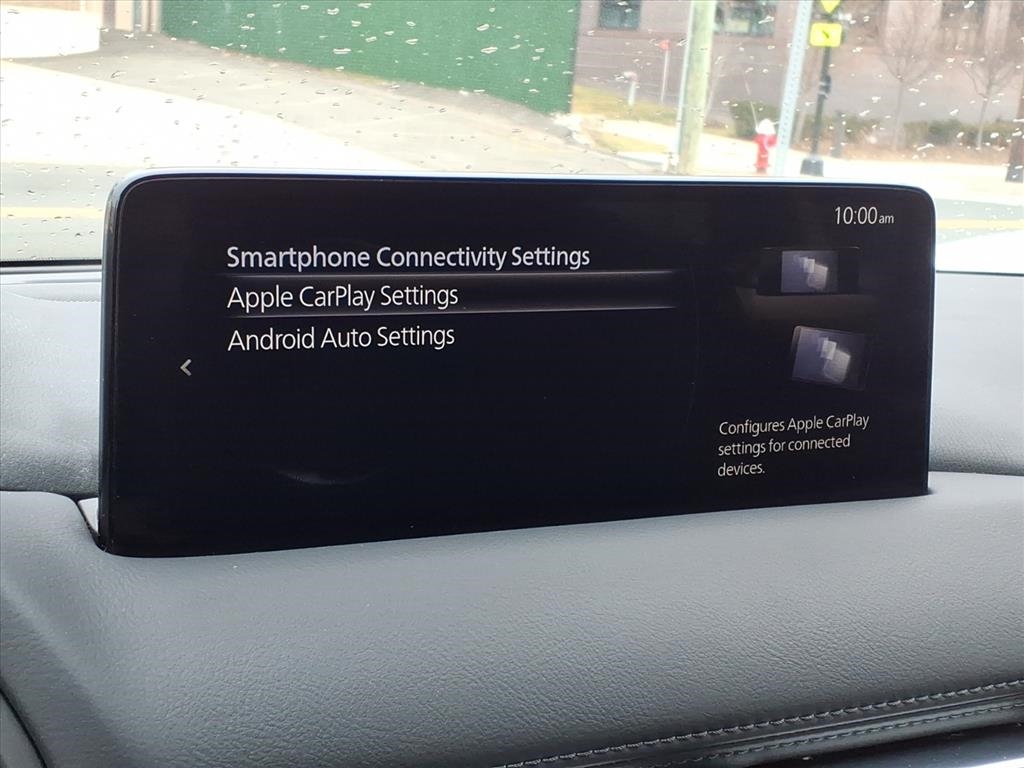 10:00am
Smartphone Connectivity Settings
Apple CarPlay Settings
Android Auto Settings
Configures Apple CarPlay
settings for connected
devices.